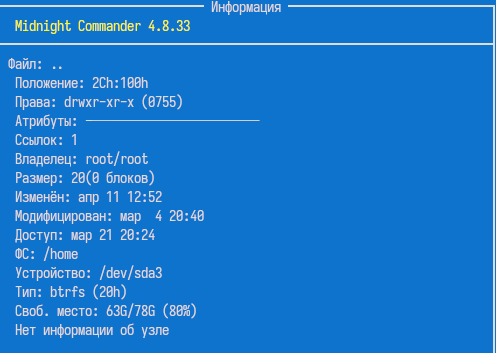 Информация
Midnight Commander 4.8.33
Файл: ..
Положение: 2Ch:100h
Права: drwxr-xr-x (0755)
Атрибуты: -------------------------
Ссылок: 1
Владелец: root/root
Размер: 20(0 блоков)
Изменён: апр 11 12:52
Модифицирован: мар  4 20:40
Доступ: мар 21 20:24
ФС: /home
Устройство: /dev/sda3
Тип: btrfs (20h)
Своб. место: 63G/78G (80%)
Нет информации об узле